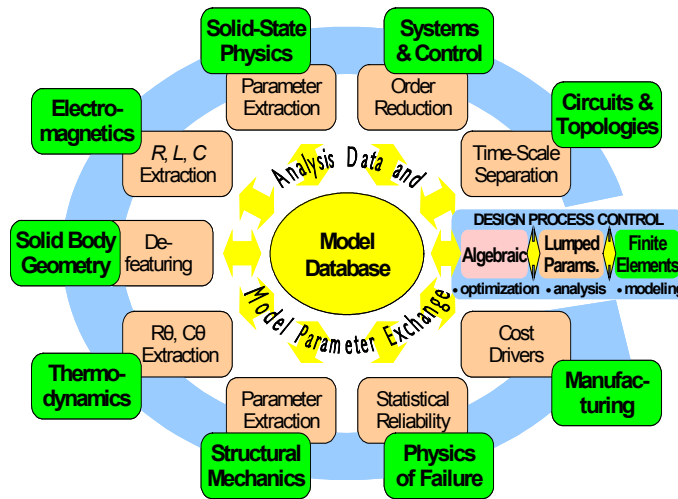 Solid-State
Physics
Parameter
Extraction
Systems
& Control
Order
Reduction
Electro-
magnetics
R, L, C
Extraction
Circuits &
Topologies
Time-Scale
Separation
Analysis Data and
Model Parameter Exchange
Model
Database
Solid Body
Geometry
De-
featuring
DESIGN PROCESS CONTROL
Algebraic
Lumped
Params.
Finite
Elements
• optimization • analysis • modeling
Rθ, Cθ
Extraction
Thermo-
dynamics
Cost
Drivers
Manufac-
turing
Parameter
Extraction
Structural
Mechanics
Statistical
Reliability
Physics
of Failure